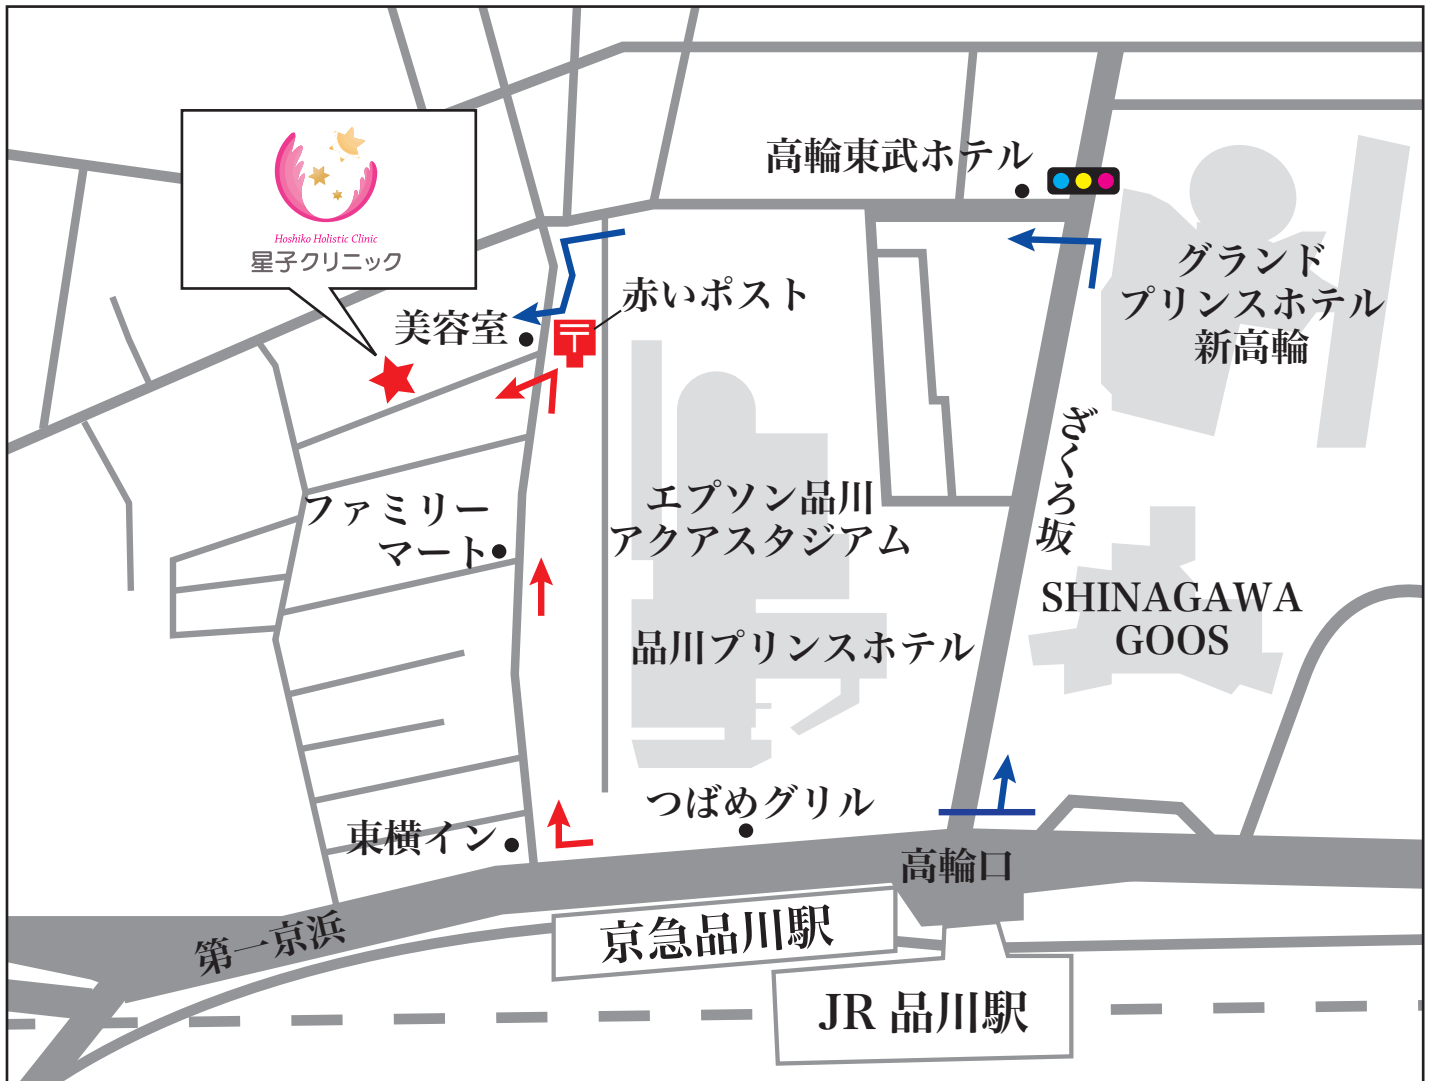 高輪東武ホテル
Hoshiko Holistic Clinic
星子クリニック
グランド
プリンスホテル
新高輪
赤いポスト
美容室
〒
ざくろ坂
エプソン品川
アクアスタジアム
ファミリー
マート
SHINAGAWA
GOOS
品川プリンスホテル
つばめグリル
東横イン
高輪口
第一京浜
京急品川駅
JR 品川駅